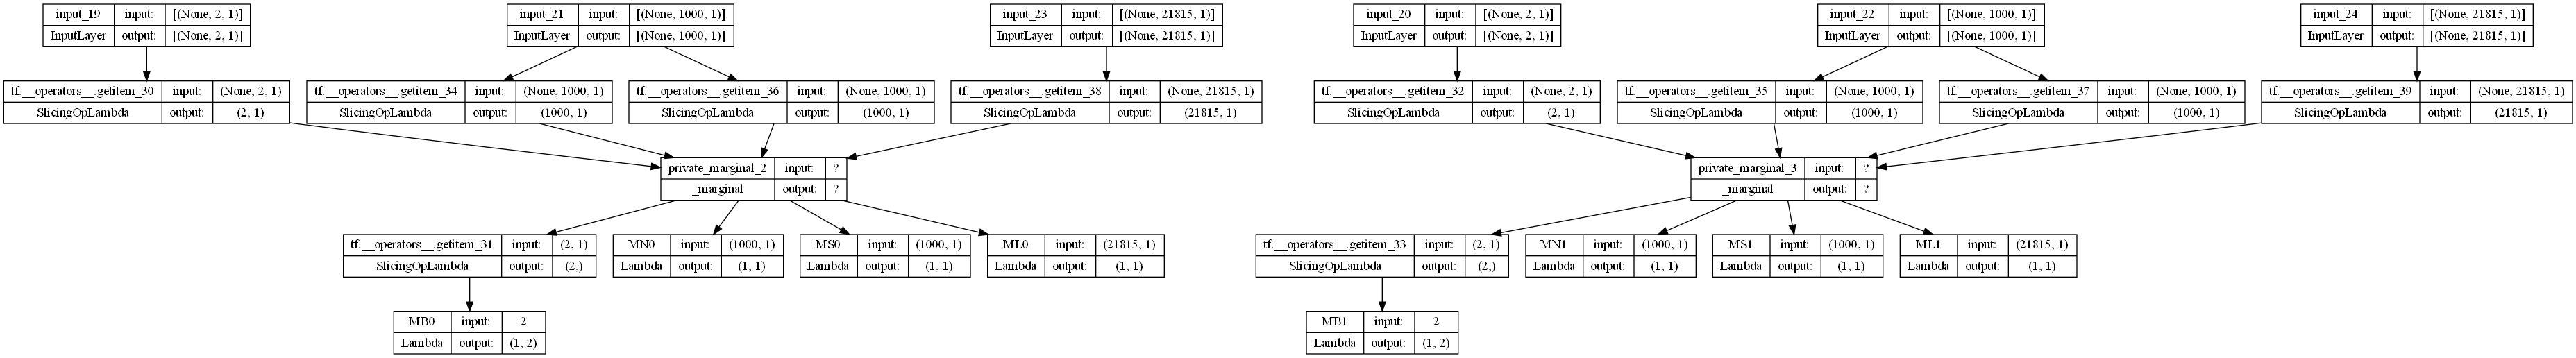 input_19 input: [(None, 2, 1)]
InputLayer output: [(None, 2, 1)]
input_21 input: [(None, 1000, 1)]
InputLayer output: [(None, 1000, 1)]
input_23 input: [(None, 21815, 1)]
InputLayer output: [(None, 21815, 1)]
input_20 input: [(None, 2, 1)]
InputLayer output: [(None, 2, 1)]
input_22 input: [(None, 1000, 1)]
InputLayer output: [(None, 1000, 1)]
input_24 input: [(None, 21815, 1)]
InputLayer output: [(None, 21815, 1)]
tf.__operators__.getitem_30 input: (None, 2, 1)
SlicingOpLambda output: (2, 1)
tf.__operators__.getitem_34 input: (None, 1000, 1)
SlicingOpLambda output: (1000, 1)
tf.__operators__.getitem_36 input: (None, 1000, 1)
SlicingOpLambda output: (1000, 1)
tf.__operators__.getitem_38 input: (None, 21815, 1)
SlicingOpLambda output: (21815, 1)
tf.__operators__.getitem_32 input: (None, 2, 1)
SlicingOpLambda output: (2, 1)
tf.__operators__.getitem_35 input: (None, 1000, 1)
SlicingOpLambda output: (1000, 1)
tf.__operators__.getitem_37 input: (None, 1000, 1)
SlicingOpLambda output: (1000, 1)
tf.__operators__.getitem_39 input: (None, 21815, 1)
SlicingOpLambda output: (21815, 1)
private_marginal_2 input: ?
_marginal output: ?
private_marginal_3 input: ?
_marginal output: ?
tf.__operators__.getitem_31 input: (2, 1)
SlicingOpLambda output: (2,)
MN0 input: (1000, 1)
Lambda output: (1, 1)
MS0 input: (1000, 1)
Lambda output: (1, 1)
ML0 input: (21815, 1)
Lambda output: (1, 1)
tf.__operators__.getitem_33 input: (2, 1)
SlicingOpLambda output: (2,)
MN1 input: (1000, 1)
Lambda output: (1, 1)
MS1 input: (1000, 1)
Lambda output: (1, 1)
ML1 input: (21815, 1)
Lambda output: (1, 1)
MB0 input: 2
Lambda output: (1, 2)
MB1 input: 2
Lambda output: (1, 2)